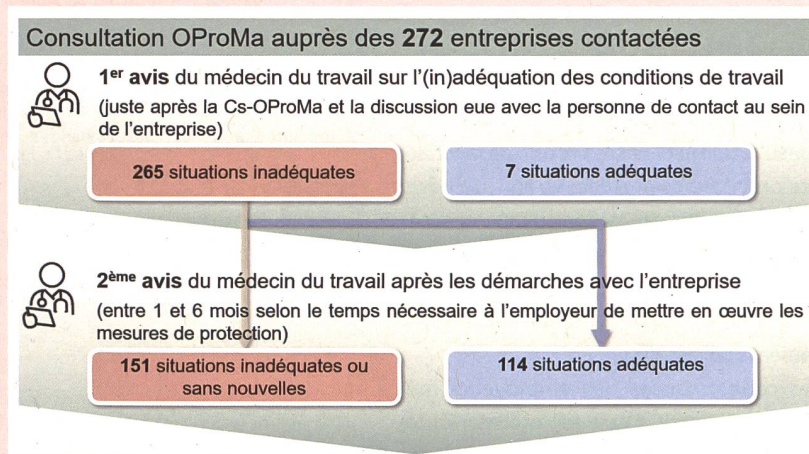 Consultation OProMa auprès des 272 entreprises contactées
1er avis du médecin du travail sur l'(in)adéquation des conditions de travail
(juste après la Cs-OProMa et la discussion eue avec la personne de contact au sein
de l'entreprise)
265 situations inadéquates
7 situations adéquates
2ème avis du médecin du travail après les démarches avec l'entreprise
(entre 1 et 6 mois selon le temps nécessaire à l'employeur de mettre en œuvre les
mesures de protection)
151 situations inadéquates ou
sans nouvelles
114 situations adéquates